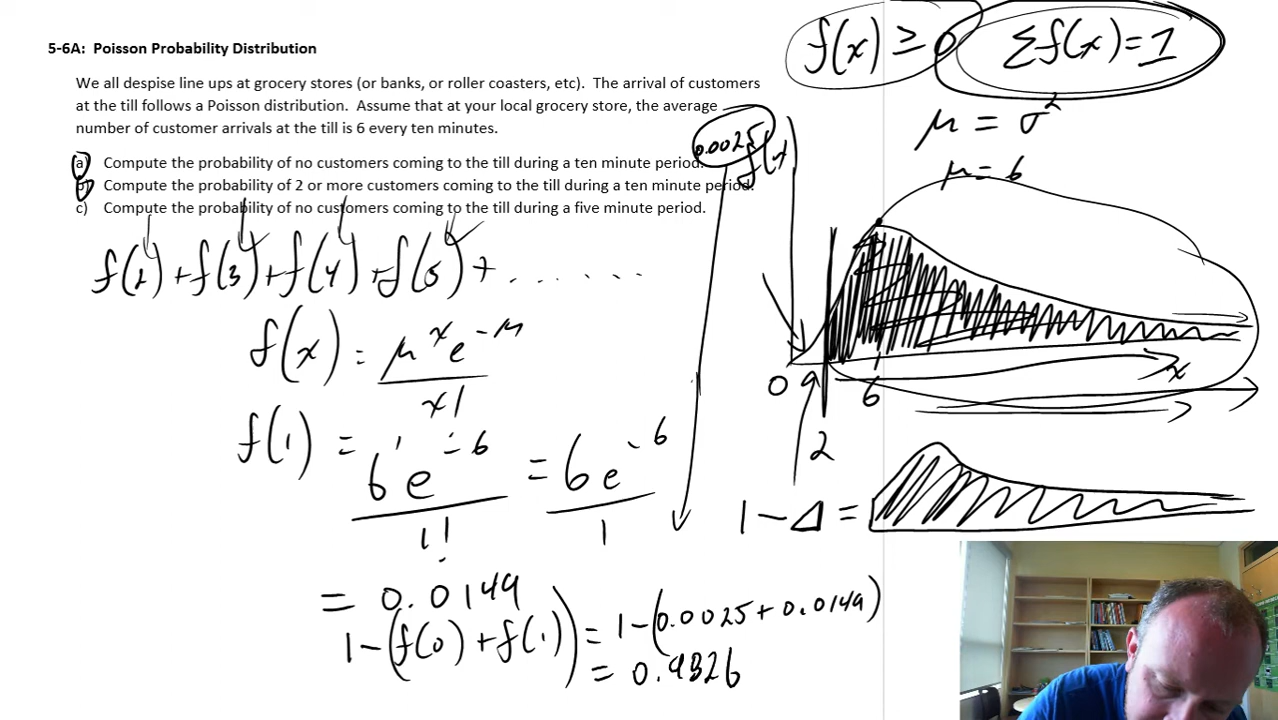 5-6A: Poisson Probability Distribution
We all despise line ups at grocery stores (or banks, or roller coasters, etc). The arrival of customers
at the till follows a Poisson distribution. Assume that at your local grocery store, the average
number of customer arrivals at the till is 6 every ten minutes.
a) Compute the probability of no customers coming to the till during a ten minute period.
b) Compute the probability of 2 or more customers coming to the till during a ten minute period.
c) Compute the probability of no customers coming to the till during a five minute period.
f(x) ≥ 0 Σf(x) = 1
μ = σ²
μ = 6
0.0025
f(x)
f(2) + f(3) + f(4) + f(5) + . . . . . .
f(x) = μ^x e^-μ / x!
f(1) = 6^1 e^-6 / 1! = 6e^-6 / 1
= 0.0149
1 - (f(0) + f(1)) = 1 - (0.0025 + 0.0149)
= 0.9826
0 6 x
2
1 - Δ =